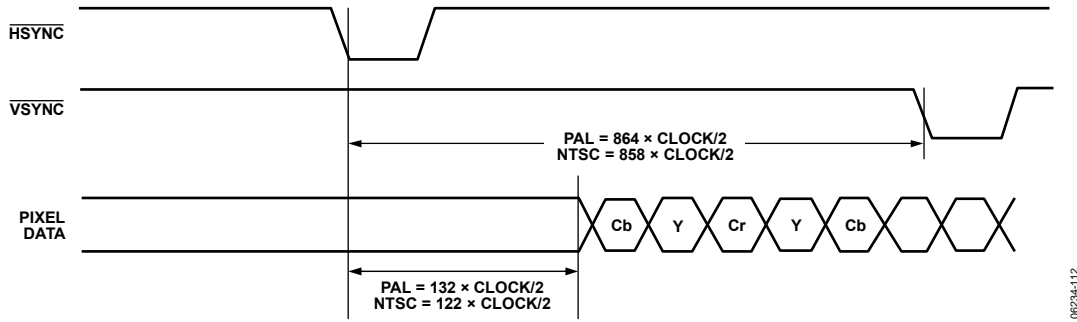 HSYNC
VSYNC
PAL = 864 × CLOCK/2
NTSC = 858 × CLOCK/2
PIXEL
DATA
Cb
Y
Cr
Y
Cb
PAL = 132 × CLOCK/2
NTSC = 122 × CLOCK/2
06234-112